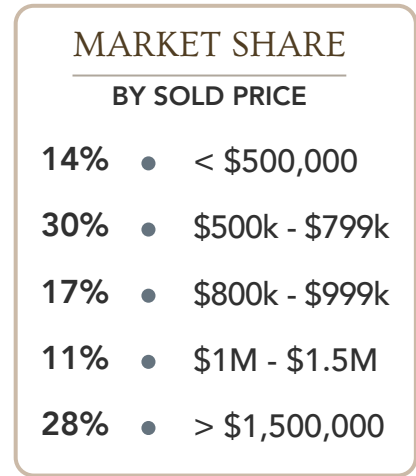 MARKET SHARE
BY SOLD PRICE
14% • < $500,000
30% • $500k - $799k
17% • $800k - $999k
11% • $1M - $1.5M
28% • > $1,500,000